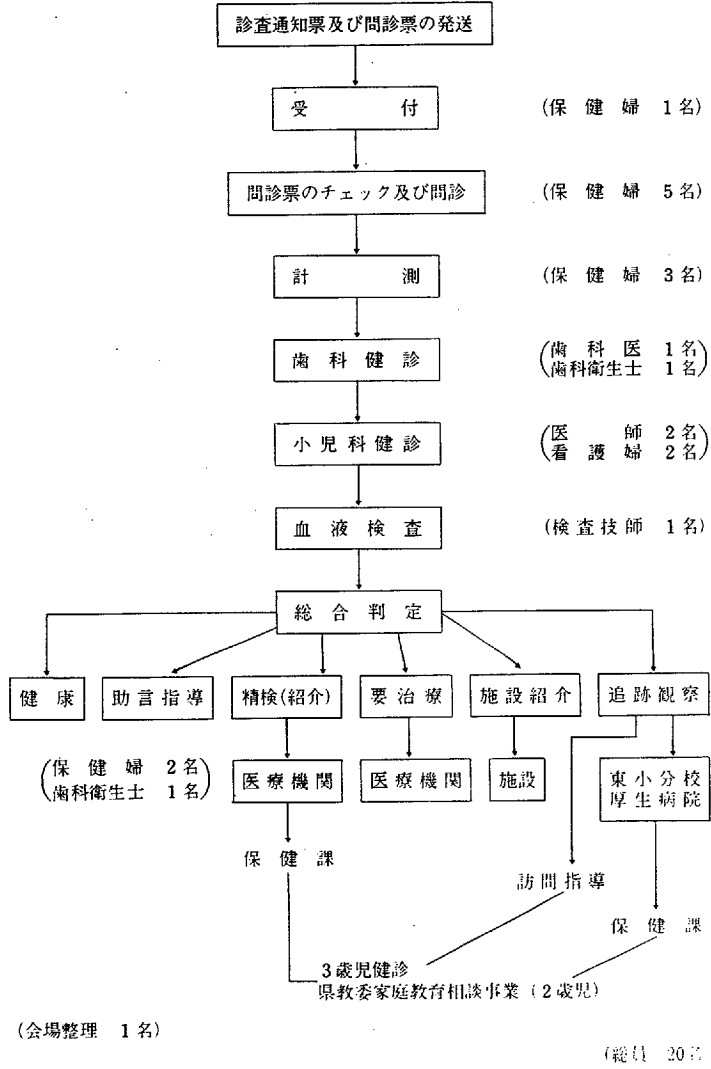 診査通知票及び問診票の発送
受付 (保健婦 1名)
問診票のチェック及び問診 (保健婦 5名)
計測 (保健婦 3名)
歯科健診 (歯科医 1名
歯科衛生士 1名)
小児科健診 (医師 2名
看護婦 2名)
血液検査 (検査技師 1名)
総合判定
健康 助言指導 精検(紹介) 要治療 施設紹介 追跡観察
(保健婦 2名
歯科衛生士 1名)
医療機関 医療機関 施設 東小分校
厚生病院
保健課
訪問指導
保健課
3歳児健診
県教委家庭教育相談事業(2歳児)
(会場整理 1名)
(総員 20名